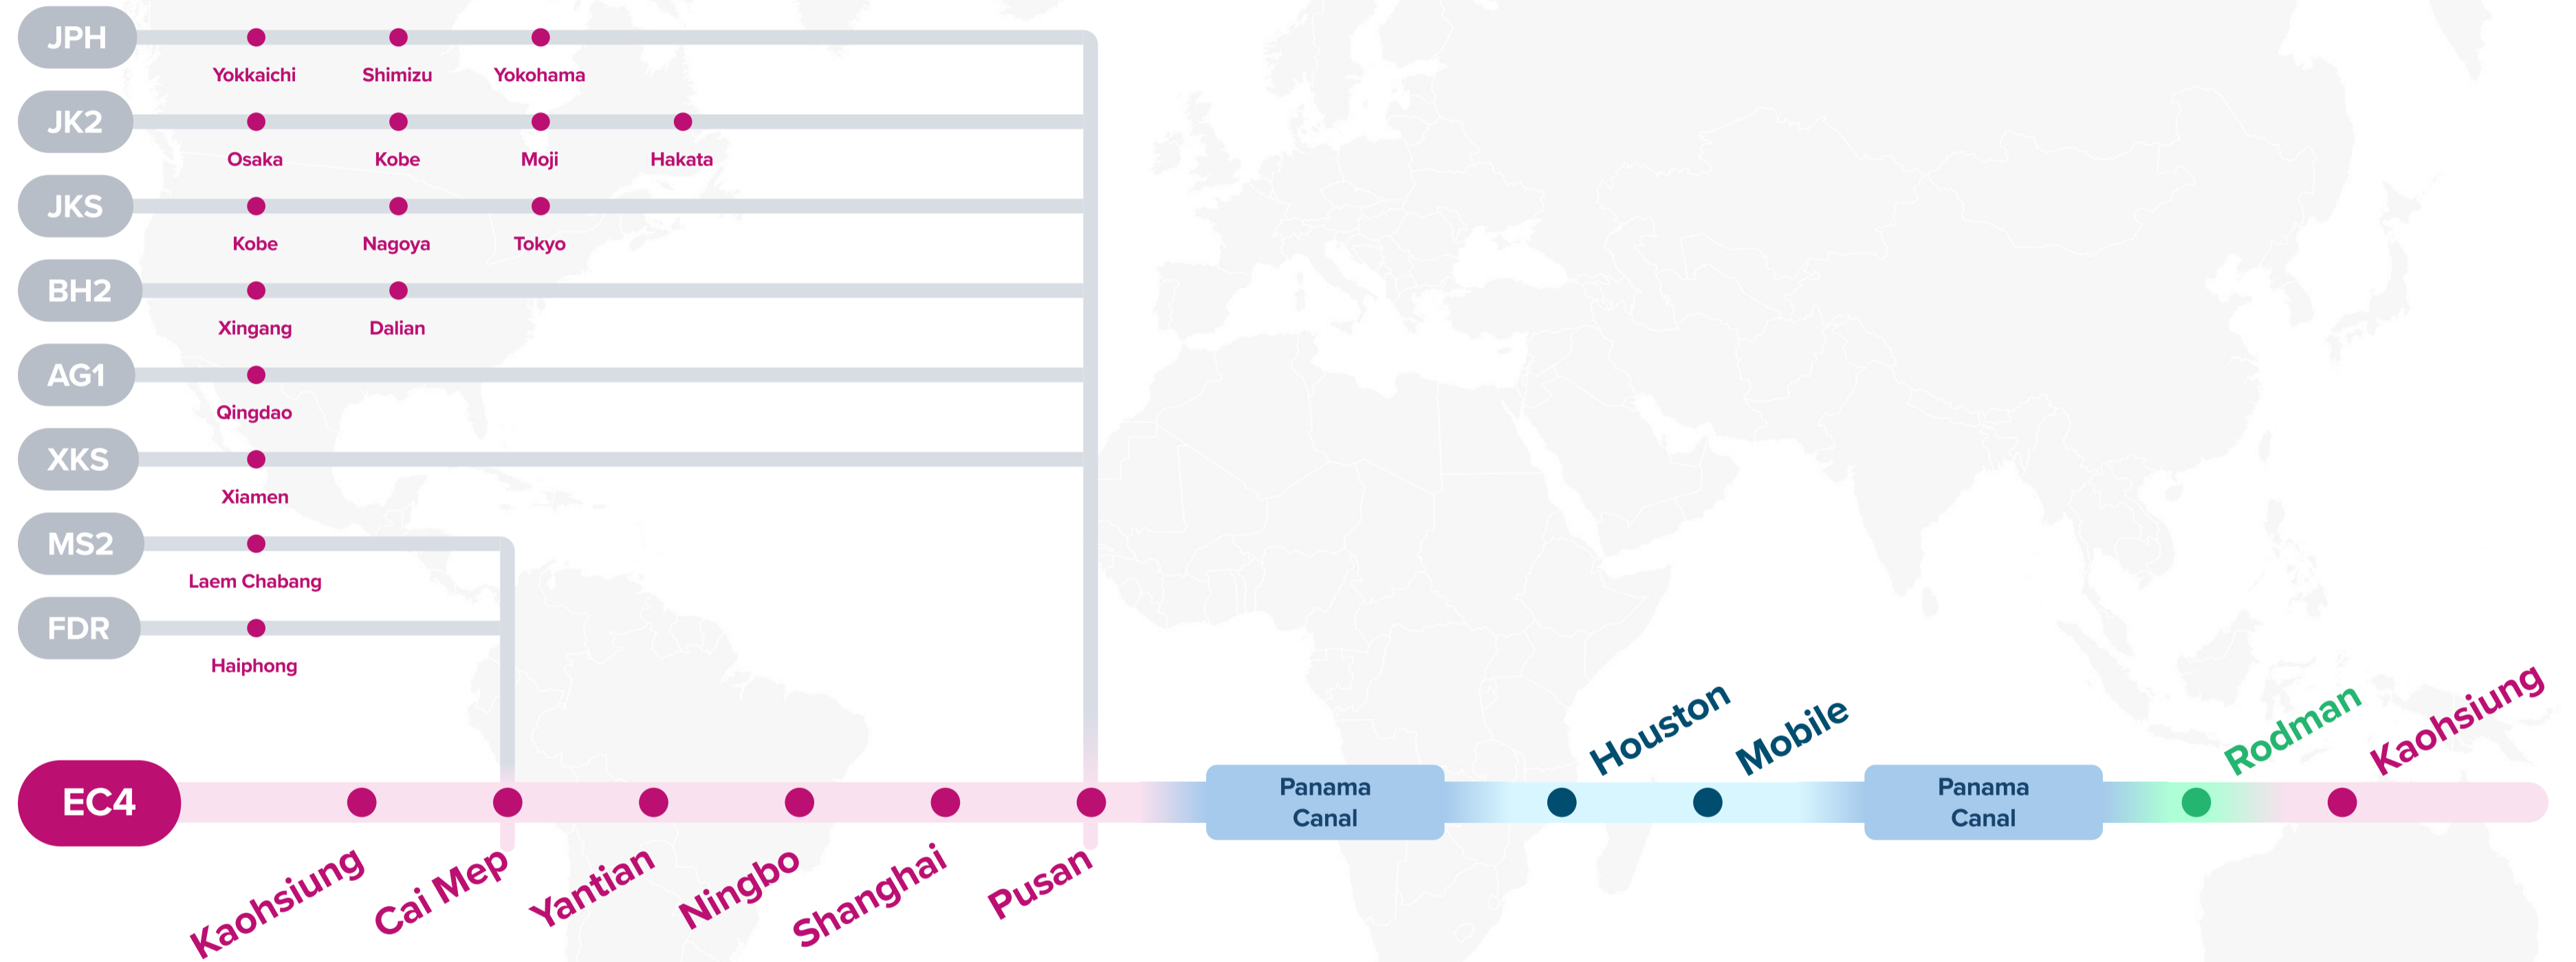 JPH
Yokkaichi Shimizu Yokohama
JK2
Osaka Kobe Moji Hakata
JKS
Kobe Nagoya Tokyo
BH2
Xingang Dalian
AG1
Qingdao
XKS
Xiamen
MS2
Laem Chabang
FDR
Haiphong
EC4
Kaohsiung
Cai Mep
Yantian
Ningbo
Shanghai
Pusan
Panama
Canal
Houston
Mobile
Panama
Canal
Rodman
Kaohsiung